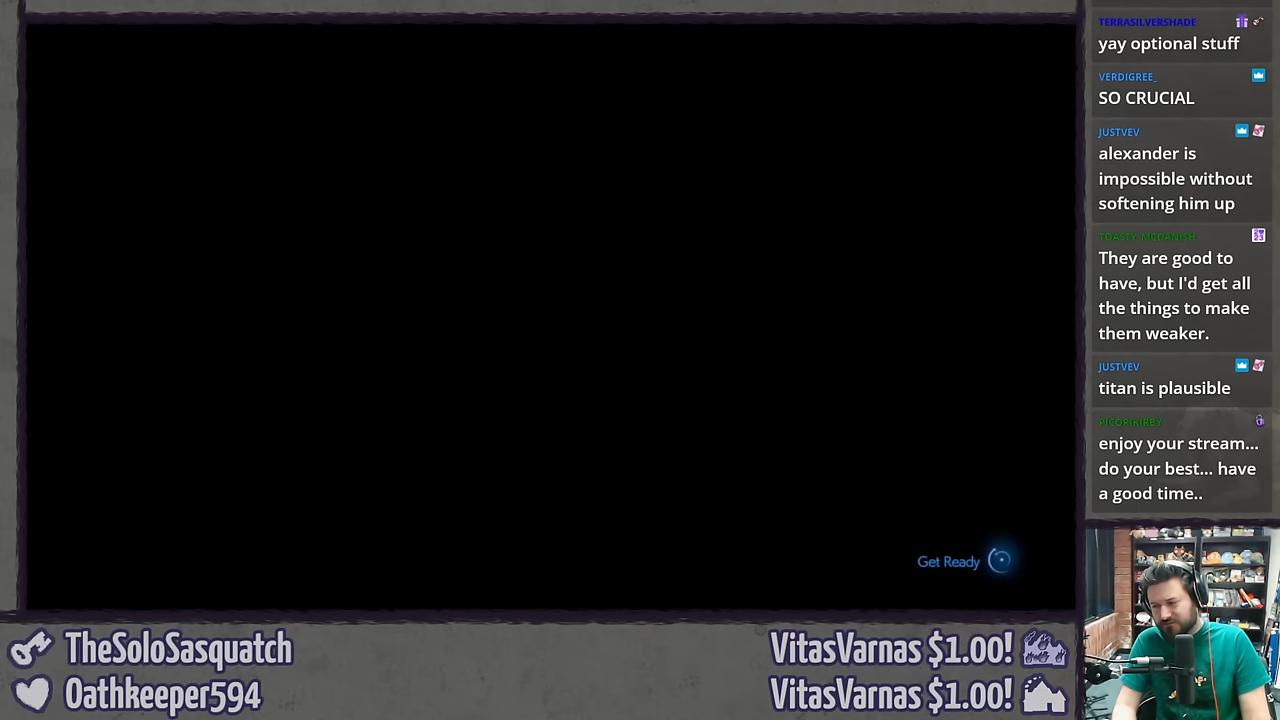 TERRASILVERSHADE
yay optional stuff
VERDIGREE_
SO CRUCIAL
JUSTVEV
alexander is
impossible without
softening him up
TOASTY_MCDANISH
They are good to
have, but I'd get all
the things to make
them weaker.
JUSTVEV
titan is plausible
PICORIKIRBY
enjoy your stream...
do your best... have
a good time..
Get Ready
TheSoloSasquatch
Oathkeeper594
VitasVarnas $1.00!
VitasVarnas $1.00!